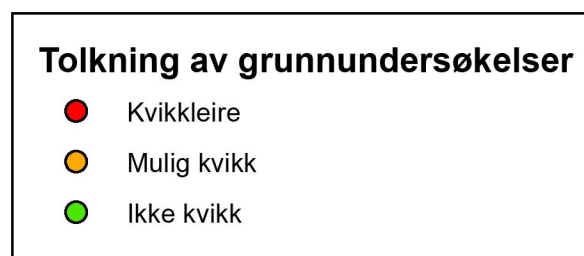 Tolkning av grunnundersøkelser
Kvikkleire
Mulig kvikk
Ikke kvikk